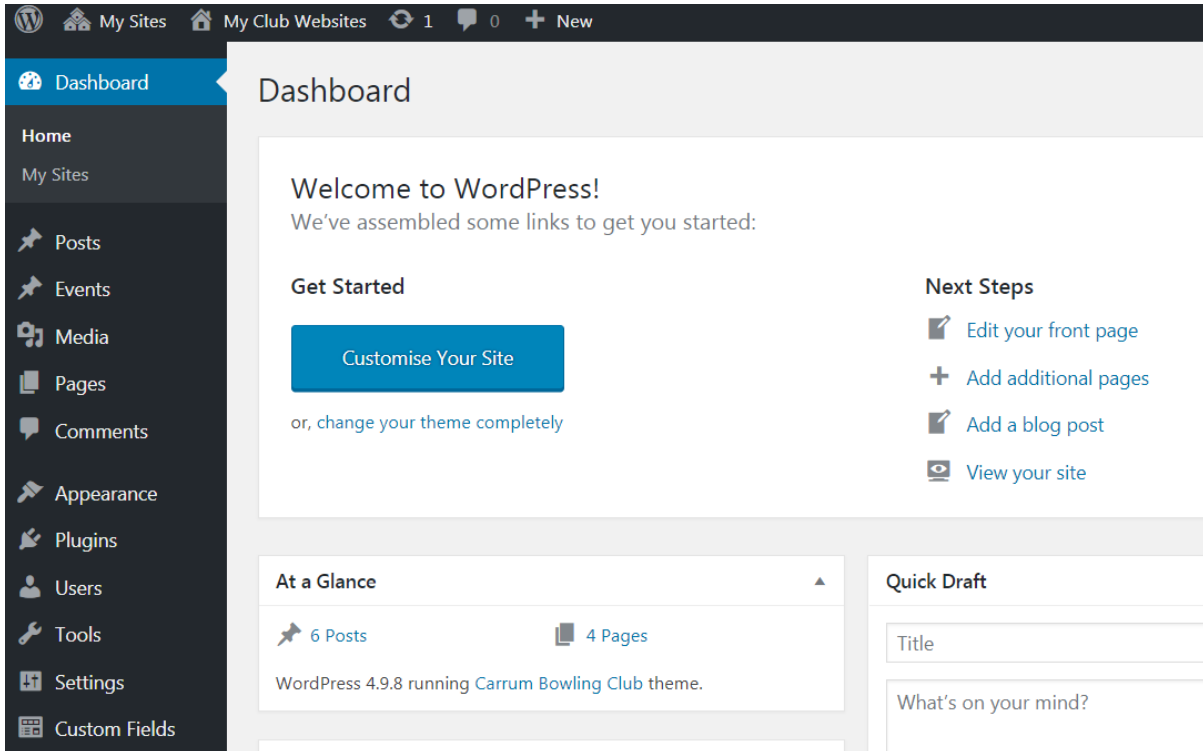 My Sites My Club Websites 1 0 New
Dashboard
Home
My Sites
Posts
Events
Media
Pages
Comments
Appearance
Plugins
Users
Tools
Settings
Custom Fields
Dashboard
Welcome to WordPress!
We've assembled some links to get you started:
Get Started
Customise Your Site
or, change your theme completely
Next Steps
Edit your front page
Add additional pages
Add a blog post
View your site
At a Glance
6 Posts 4 Pages
WordPress 4.9.8 running Carrum Bowling Club theme.
Quick Draft
Title
What's on your mind?